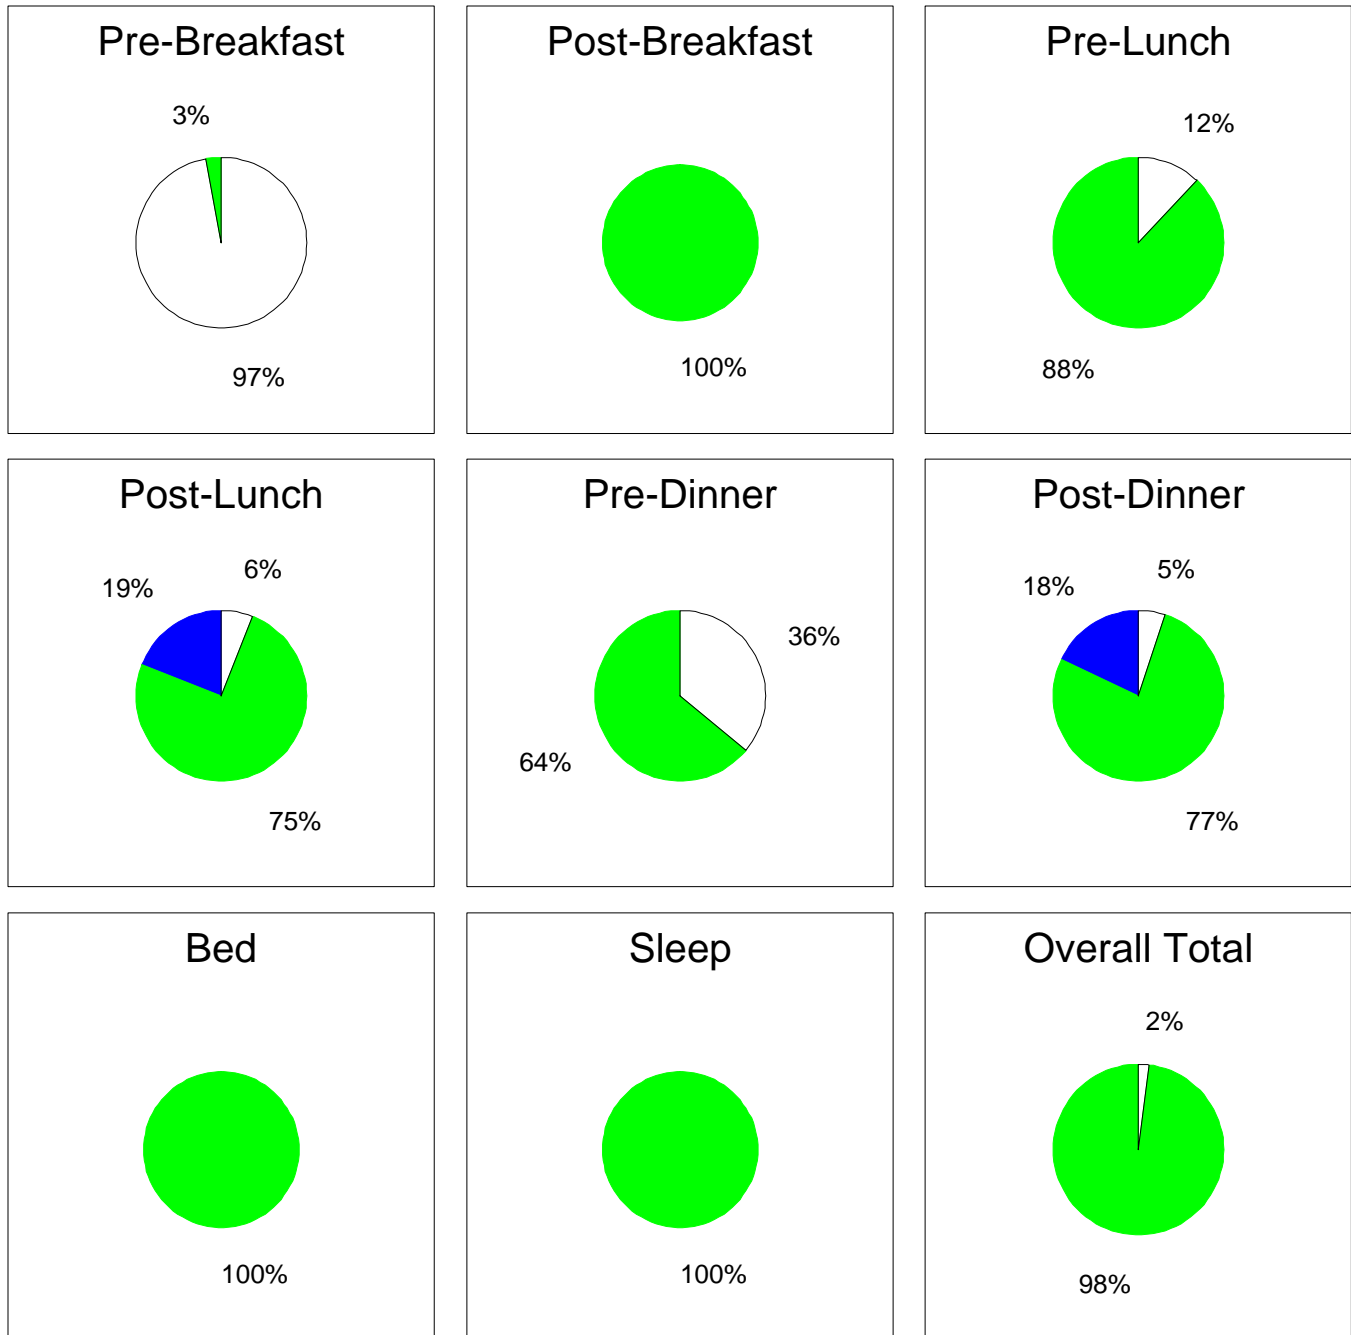 Pre-Breakfast
3%
97%
Post-Breakfast
100%
Pre-Lunch
12%
88%
Post-Lunch
19%
6%
75%
Pre-Dinner
36%
64%
Post-Dinner
18%
5%
77%
Bed
100%
Sleep
100%
Overall Total
2%
98%